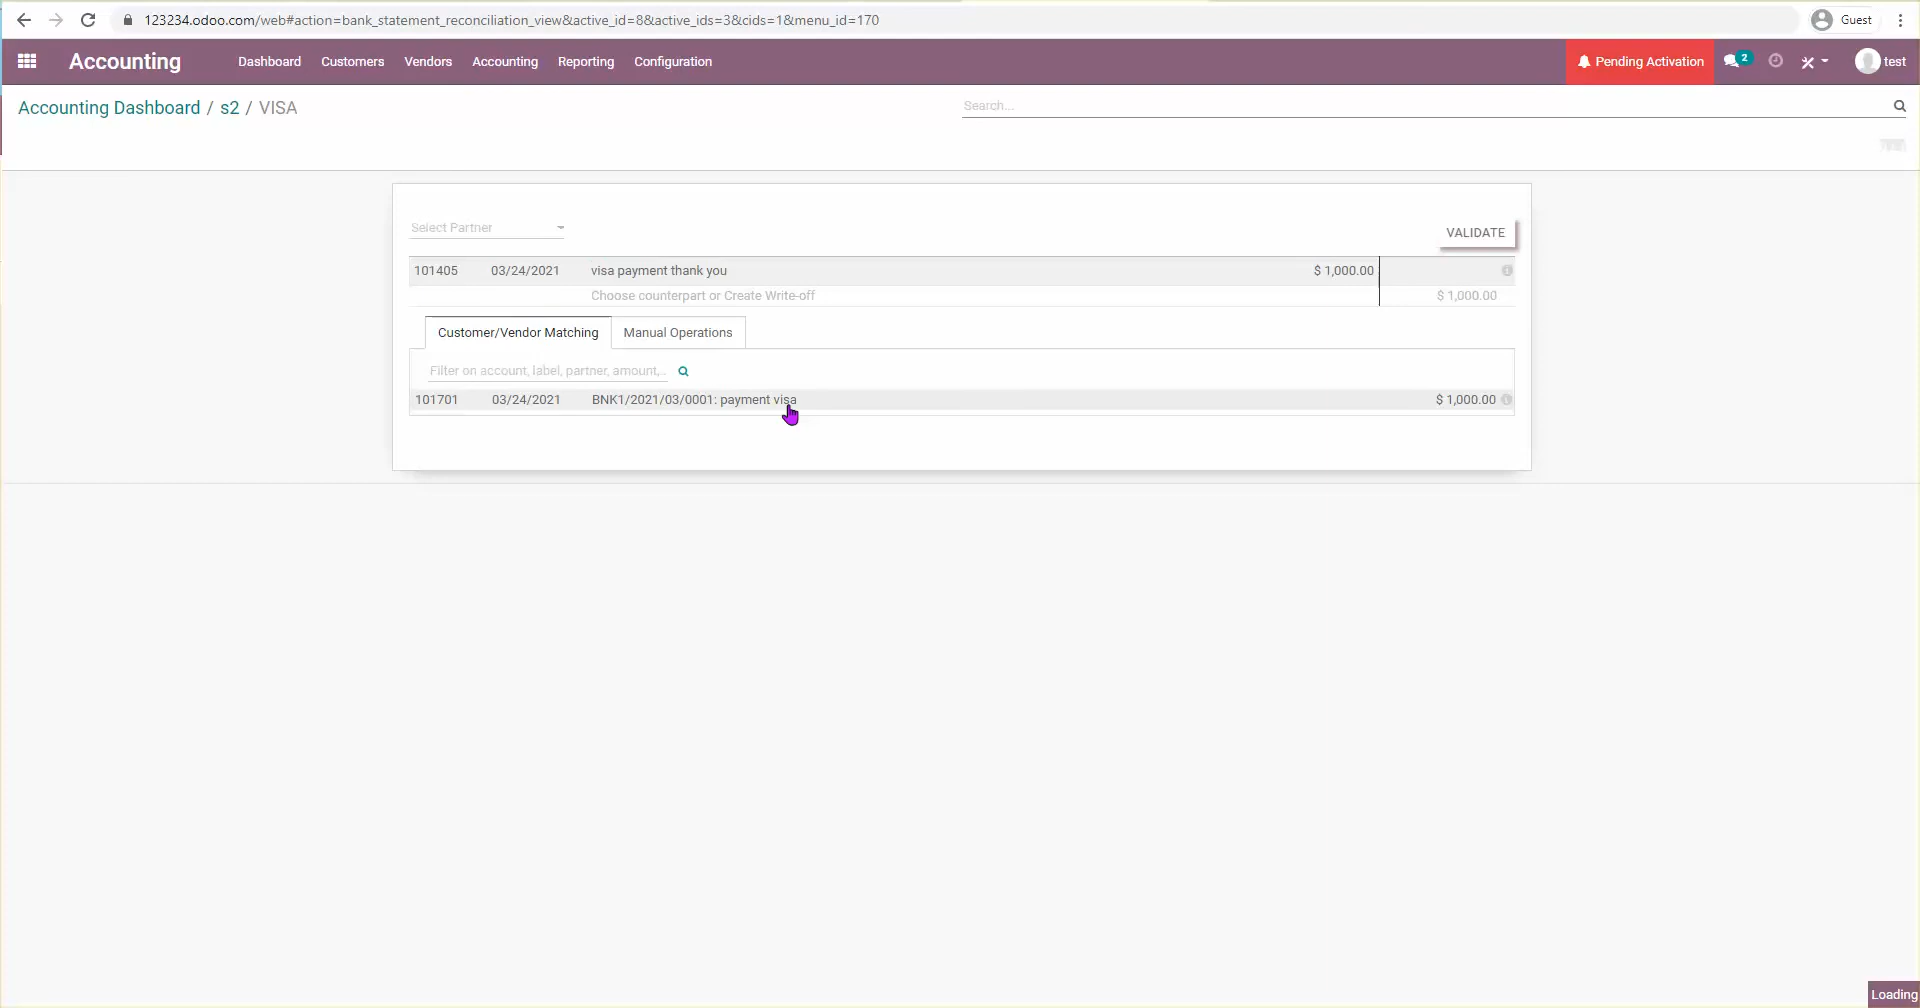 123234.odoo.com/web#action=bank_statement_reconciliation_view&active_id=8&active_ids=3&cids=1&menu_id=170
Guest
Accounting
Dashboard
Customers
Vendors
Accounting
Reporting
Configuration
Pending Activation
2
test
Accounting Dashboard / s2 / VISA
Search...
Select Partner
VALIDATE
101405 03/24/2021 visa payment thank you $ 1,000.00
Choose counterpart or Create Write-off $ 1,000.00
Customer/Vendor Matching
Manual Operations
Filter on account, label, partner, amount,..
101701 03/24/2021 BNK1/2021/03/0001: payment visa $ 1,000.00
Loading